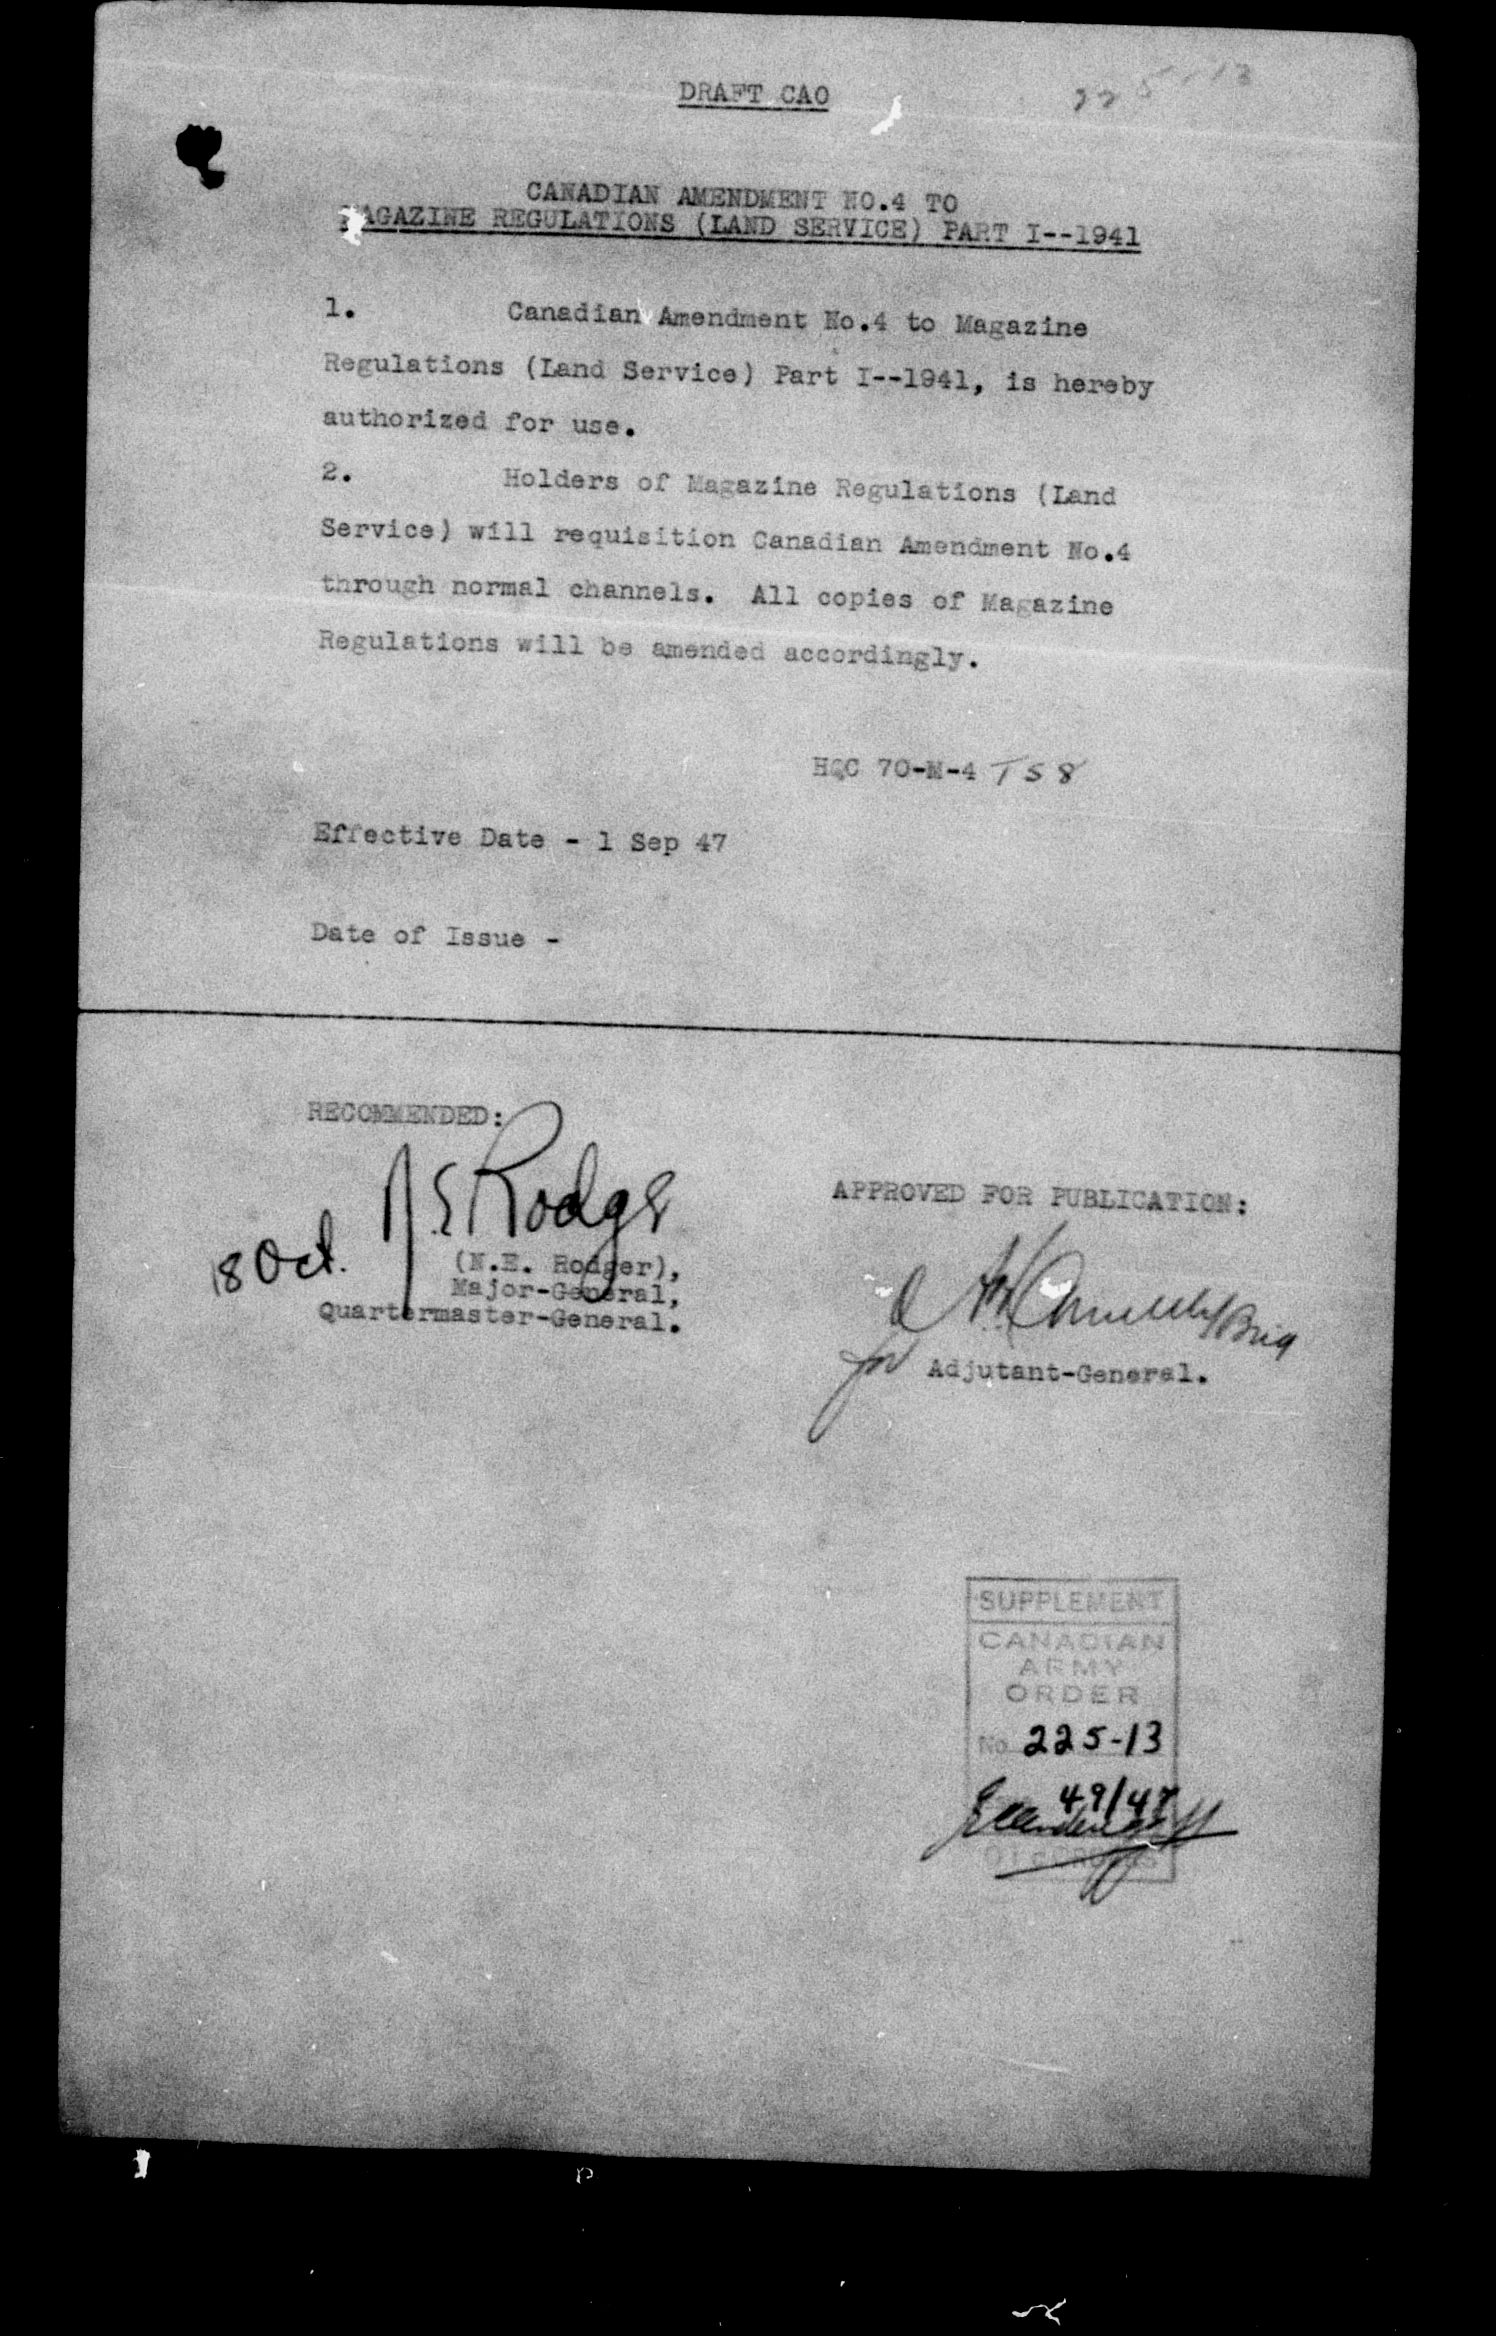 DRAFT CAO
225-13
CANADIAN AMENDMENT NO.4 TO
MAGAZINE REGULATIONS (LAND SERVICE) PART I--1941
1. Canadian Amendment No.4 to Magazine
Regulations (Land Service) Part I--1941, is hereby
authorized for use.
2. Holders of Magazine Regulations (Land
Service) will requisition Canadian Amendment No.4
through normal channels. All copies of Magazine
Regulations will be amended accordingly.
HQC 70-M-4 TS8
Effective Date - 1 Sep 47
Date of Issue -
RECOMMENDED:
N.E. Rodger
18 Oct.
(N.E. Rodger),
Major-General,
Quartermaster-General.
APPROVED FOR PUBLICATION:
Brig
for Adjutant-General.
SUPPLEMENT
CANADIAN
ARMY
ORDER
No 225-13
49/47